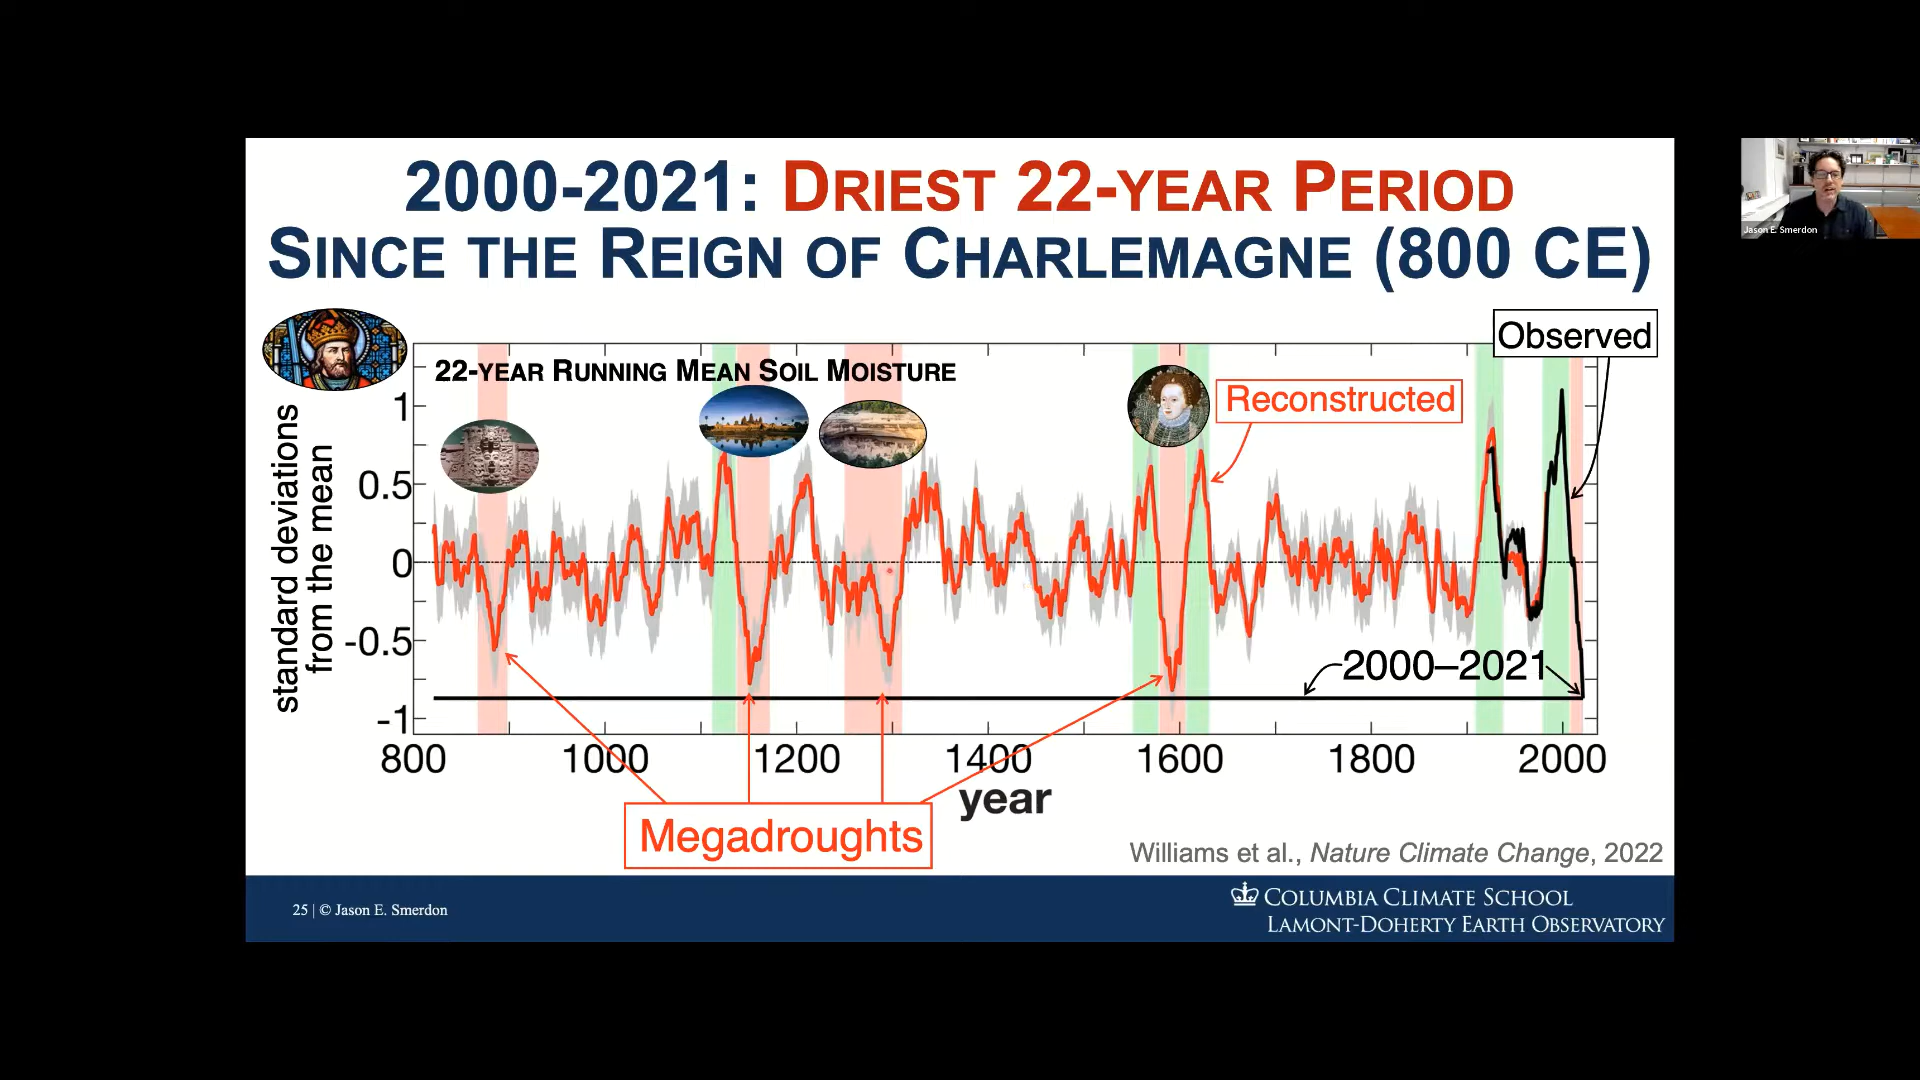 2000-2021: DRIEST 22-YEAR PERIOD
SINCE THE REIGN OF CHARLEMAGNE (800 CE)
Jason E. Smerdon
Observed
22-YEAR RUNNING MEAN SOIL MOISTURE
Reconstructed
standard deviations
from the mean
1
0.5
0
-0.5
-1
2000–2021
800 1000 1200 1400 1600 1800 2000
year
Megadroughts
Williams et al., Nature Climate Change, 2022
25 | © Jason E. Smerdon
COLUMBIA CLIMATE SCHOOL
LAMONT-DOHERTY EARTH OBSERVATORY